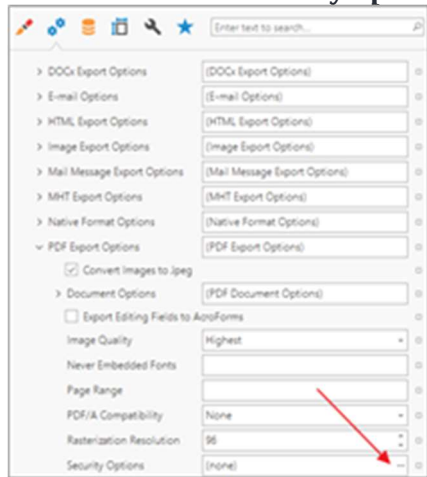 Enter text to search...
DOCx Export Options (DOCx Export Options)
E-mail Options (E-mail Options)
HTML Export Options (HTML Export Options)
Image Export Options (Image Export Options)
Mail Message Export Options (Mail Message Export Options)
MHT Export Options (MHT Export Options)
Native Format Options (Native Format Options)
PDF Export Options (PDF Export Options)
Convert Images to Jpeg
Document Options (PDF Document Options)
Export Editing Fields to AcroForms
Image Quality Highest
Never Embedded Fonts
Page Range
PDF/A Compatibility None
Rasterization Resolution 96
Security Options (none) ...